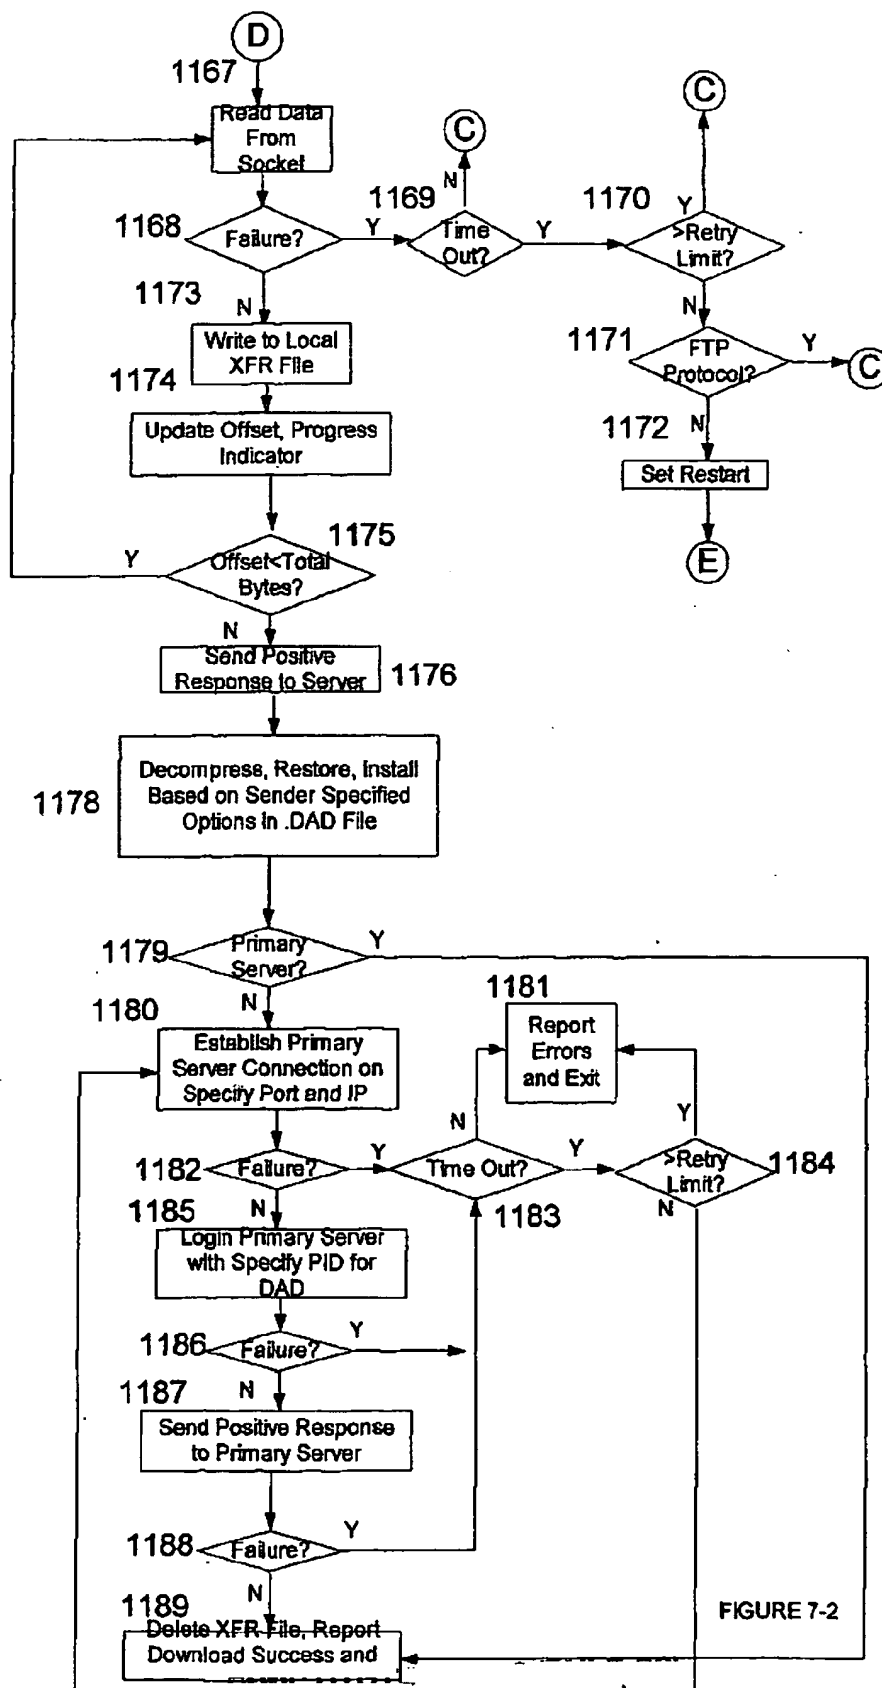 D
1167
Read Data
From
Socket
C
C
1168
Failure?
Y
1169
N
Time
Out?
Y
1170
Y
>Retry
Limit?
N
1173
N
Write to Local
XFR File
1171
FTP
Protocol?
Y
C
1174
Update Offset, Progress
Indicator
1172
N
Set Restart
E
1175
Y
Offset<Total
Bytes?
N
Send Positive
Response to Server
1176
1178
Decompress, Restore, Install
Based on Sender Specified
Options in .DAD File
1179
Primary
Server?
Y
N
1180
Establish Primary
Server Connection on
Specify Port and IP
1181
Report
Errors
and Exit
N
Y
1182
Failure?
Y
Time Out?
Y
>Retry
Limit?
1184
N
1183
N
1185
Login Primary Server
with Specify PID for
DAD
1186
Failure?
Y
N
1187
Send Positive Response
to Primary Server
1188
Failure?
Y
N
1189
Delete XFR File, Report
Download Success and
FIGURE 7-2